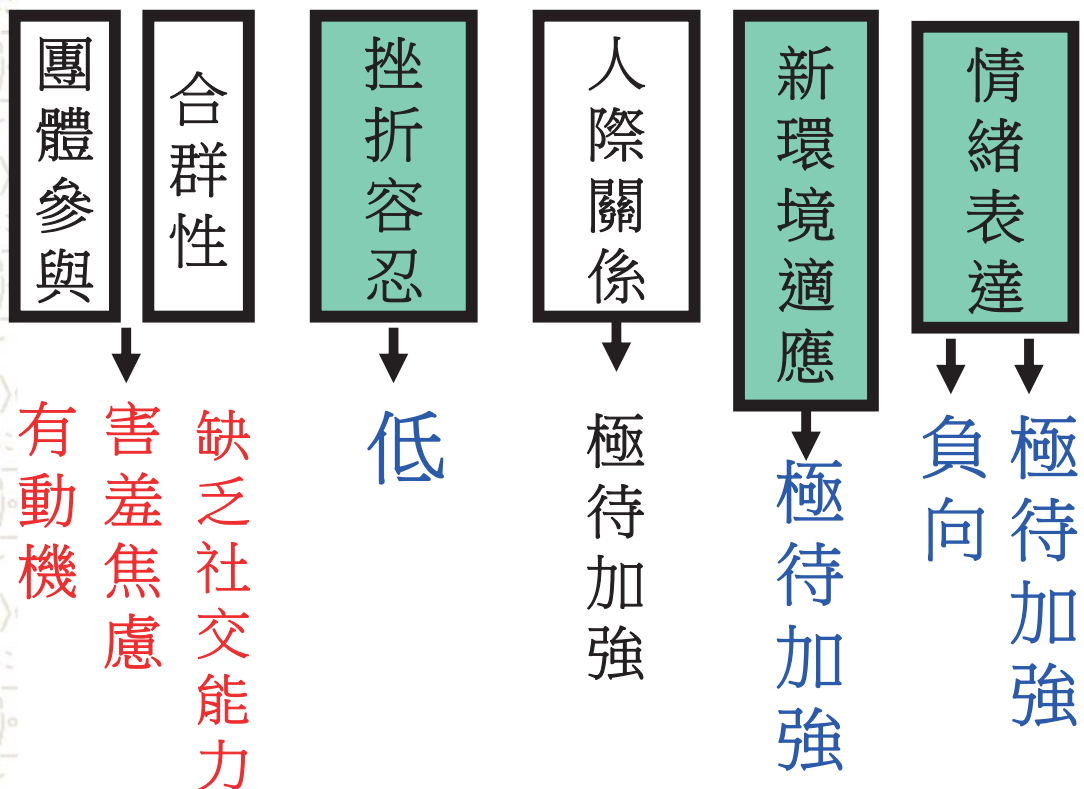 團體參與
合群性
挫折容忍
人際關係
新環境適應
情緒表達
有動機
害羞焦慮
缺乏社交能力
低
極待加強
極待加強
負向
極待加強